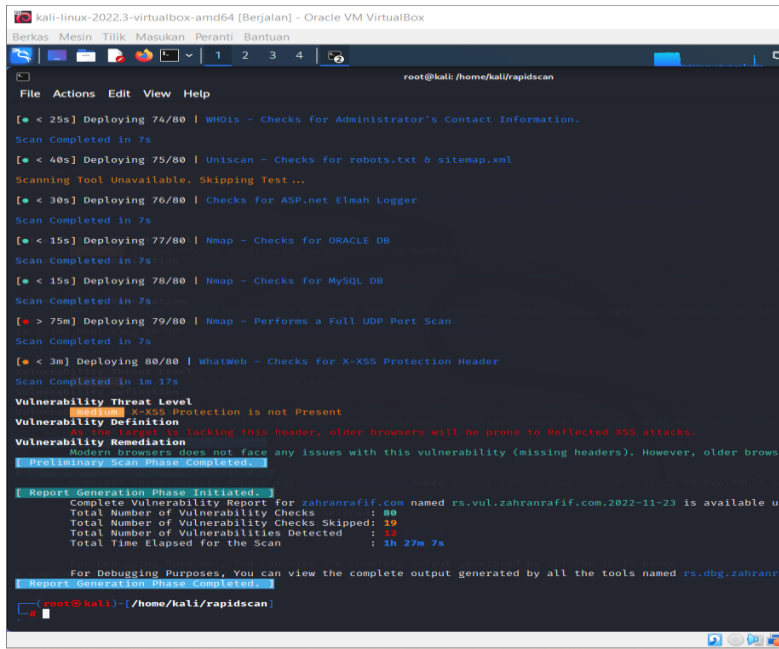 kali-linux-2022.3-virtualbox-amd64 [Berjalan] - Oracle VM VirtualBox
Berkas Mesin Tilik Masukan Peranti Bantuan
1 2 3 4
root@kali: /home/kali/rapidscan
File Actions Edit View Help
[● < 25s] Deploying 74/80 | WHOis - Checks for Administrator's Contact Information.
Scan Completed in 7s
[● < 40s] Deploying 75/80 | Uniscan - Checks for robots.txt & sitemap.xml
Scanning Tool Unavailable. Skipping Test...
[● < 30s] Deploying 76/80 | Checks for ASP.net Elmah Logger
Scan Completed in 7s
[● < 15s] Deploying 77/80 | Nmap - Checks for ORACLE DB
Scan Completed in 7s
[● < 15s] Deploying 78/80 | Nmap - Checks for MySQL DB
Scan Completed in 7s
[● > 75m] Deploying 79/80 | Nmap - Performs a Full UDP Port Scan
Scan Completed in 7s
[● < 3m] Deploying 80/80 | WhatWeb - Checks for X-XSS Protection Header
Scan Completed in 1m 17s
Vulnerability Threat Level
medium X-XSS Protection is not Present
Vulnerability Definition
As the target is lacking this header, older browsers will be prone to Reflected XSS attacks.
Vulnerability Remediation
Modern browsers does not face any issues with this vulnerability (missing headers). However, older brows
[ Preliminary Scan Phase Completed. ]
[ Report Generation Phase Initiated. ]
Complete Vulnerability Report for zahranrafif.com named rs.vul.zahranrafif.com.2022-11-23 is available u
Total Number of Vulnerability Checks : 80
Total Number of Vulnerability Checks Skipped: 19
Total Number of Vulnerabilities Detected : 12
Total Time Elapsed for the Scan : 1h 27m 7s
For Debugging Purposes, You can view the complete output generated by all the tools named rs.dbg.zahranr
[ Report Generation Phase Completed. ]
(root㉿kali)-[/home/kali/rapidscan]
#